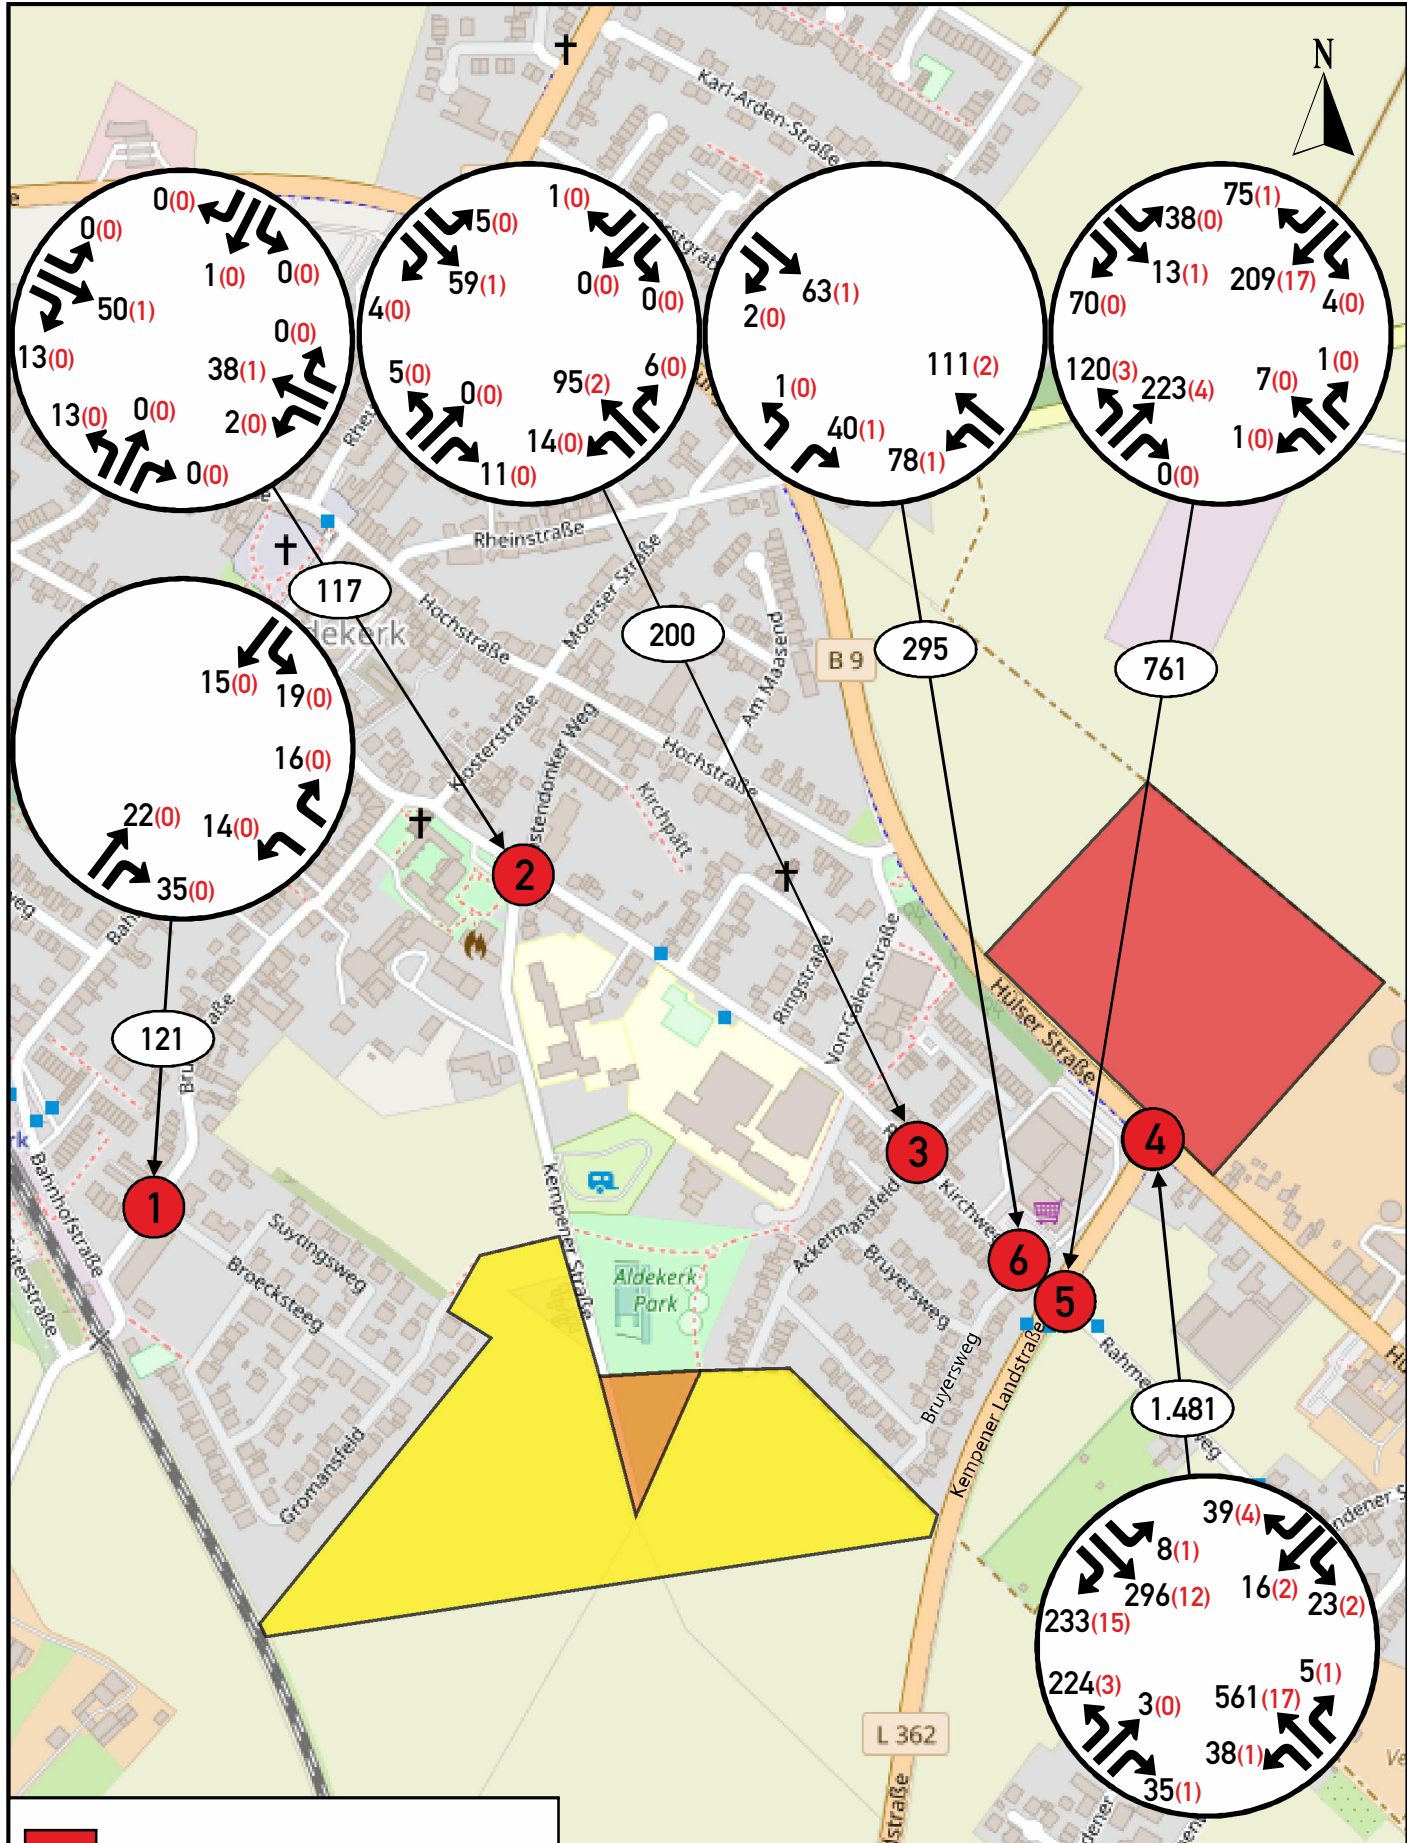 N
Karl-Arden-Straße
0(0)
0(0)
1(0)
0(0)
50(1)
13(0)
0(0)
38(1)
2(0)
13(0)
0(0)
0(0)
5(0)
59(1)
4(0)
1(0)
0(0)
0(0)
5(0)
0(0)
11(0)
95(2)
6(0)
14(0)
63(1)
2(0)
1(0)
40(1)
111(2)
78(1)
38(0)
13(1)
70(0)
75(1)
209(17)
4(0)
120(3)
223(4)
0(0)
7(0)
1(0)
1(0)
Rheinstraße
Moerser Straße
117
200
295
761
B 9
Hochstraße
Am Maasepu
Klosterstraße
Hochstraße
Kirchpatt
15(0)
19(0)
16(0)
22(0)
14(0)
35(0)
121
2
Ringstraße
Von-Galen-Straße
Hülser Straße
1
3
4
6
5
Bahnhofstraße
Kempener Straße
Suytingsweg
Broecksteeg
Gromansfeld
Aldekerk
Park
Ackermansfeld
Kirchweg
Bruyersweg
Bruyersweg
Kempener Landstraße
1.481
39(4)
8(1)
296(12)
233(15)
16(2)
23(2)
224(3)
3(0)
35(1)
561(17)
5(1)
38(1)
L 362